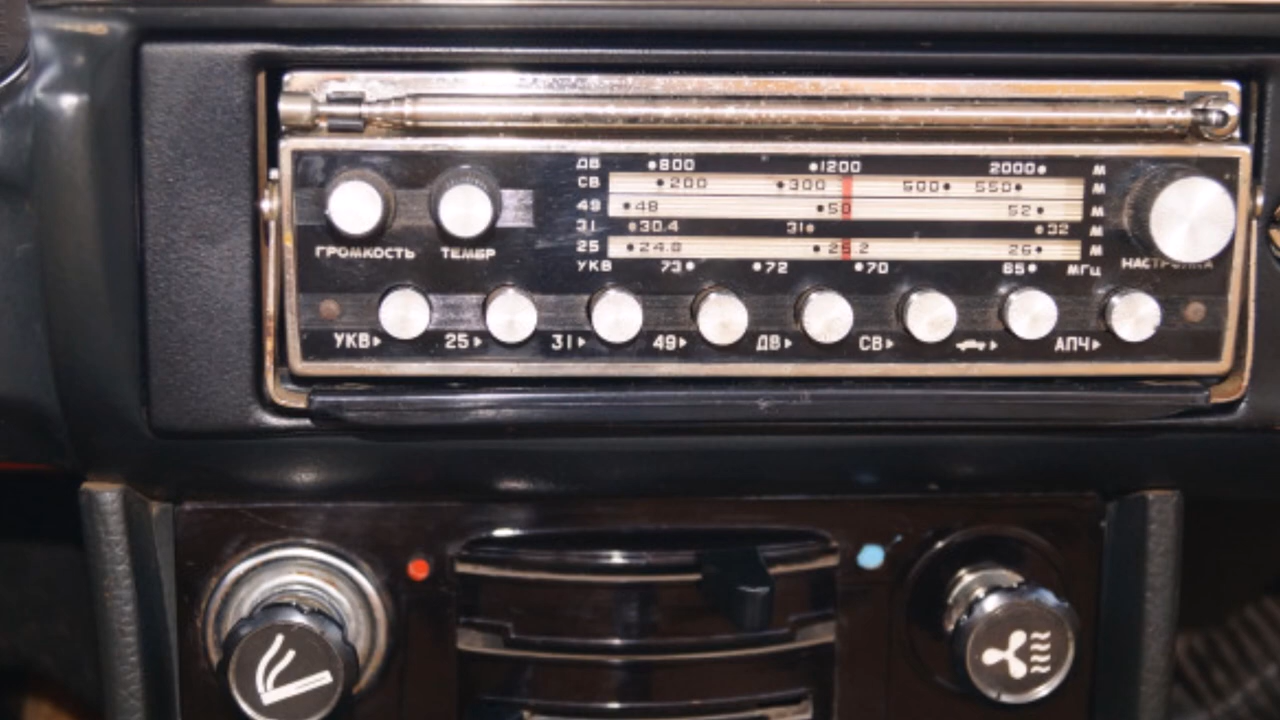 ДВ 800 1200 2000 М
СВ 200 300 500 550 М
49 48 50 52 М
31 30.4 31 32 М
25 24.8 25.2 26 М
УКВ 73 72 70 65 МГц
ГРОМКОСТЬ ТЕМБР НАСТРОЙКА
УКВ 25 31 49 ДВ СВ АПЧ